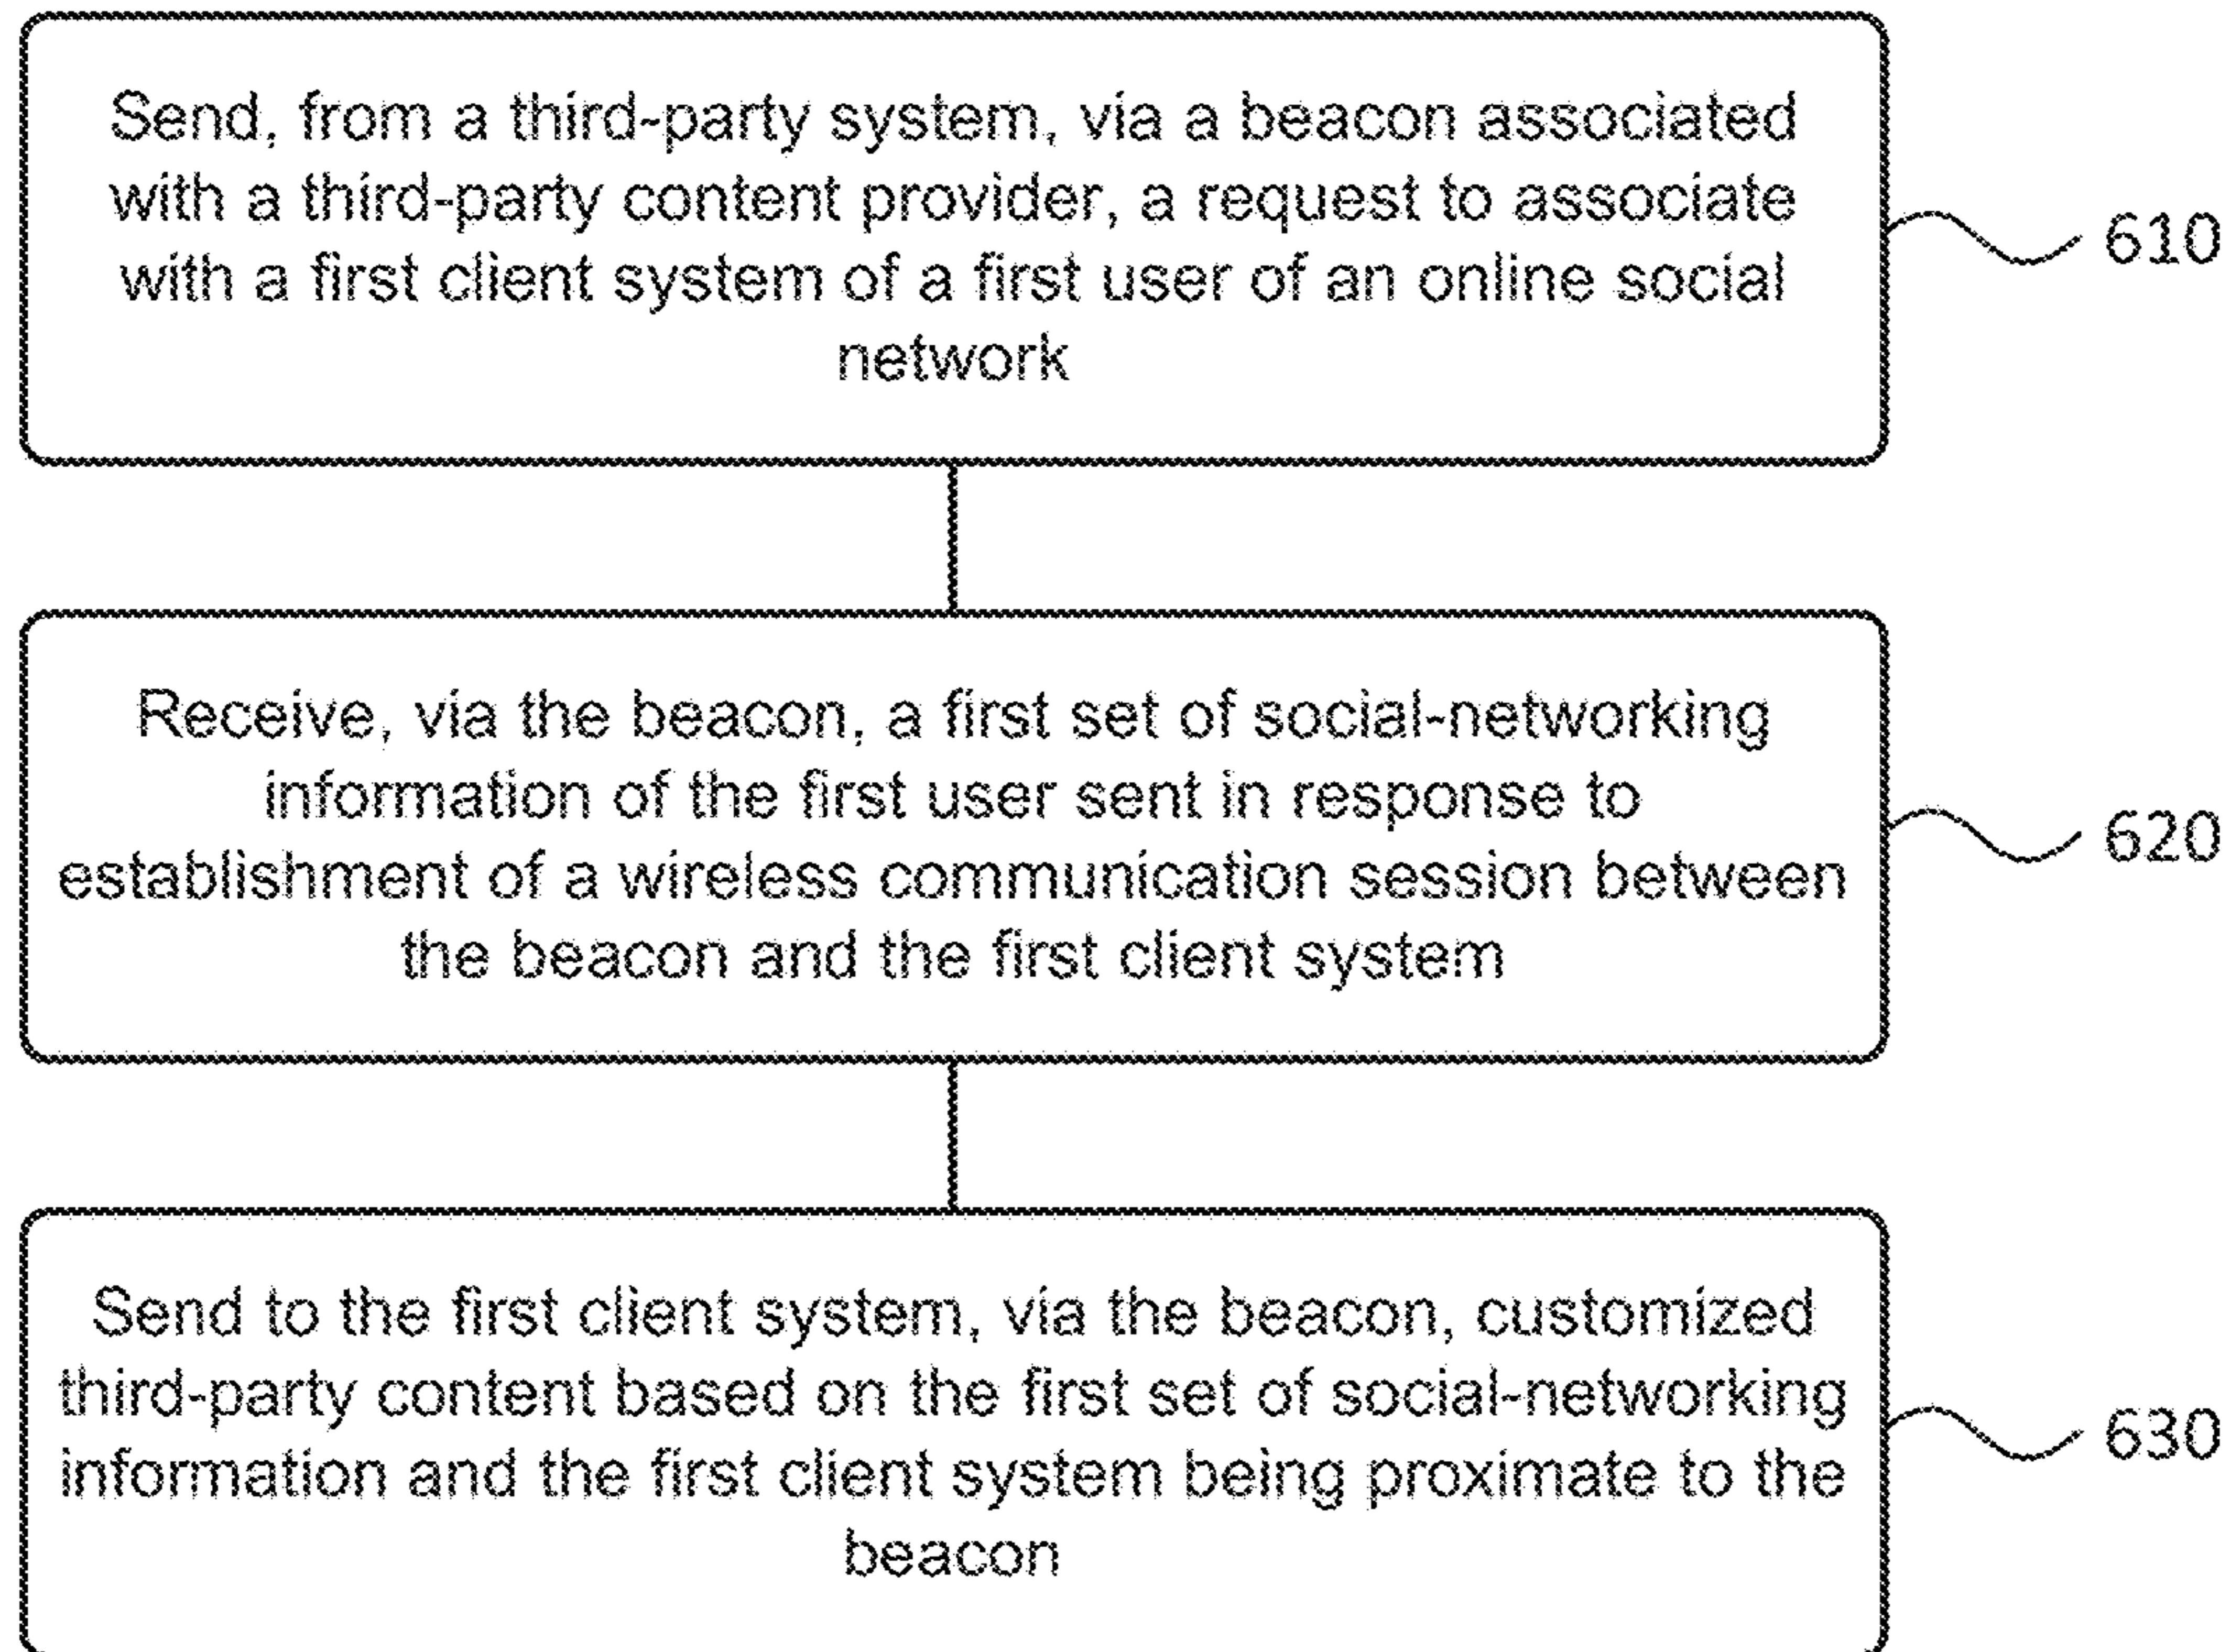 Send, from a third-party system, via a beacon associated
with a third-party content provider, a request to associate
with a first client system of a first user of an online social
network
610
Receive, via the beacon, a first set of social-networking
information of the first user sent in response to
establishment of a wireless communication session between
the beacon and the first client system
620
Send to the first client system, via the beacon, customized
third-party content based on the first set of social-networking
information and the first client system being proximate to the
beacon
630